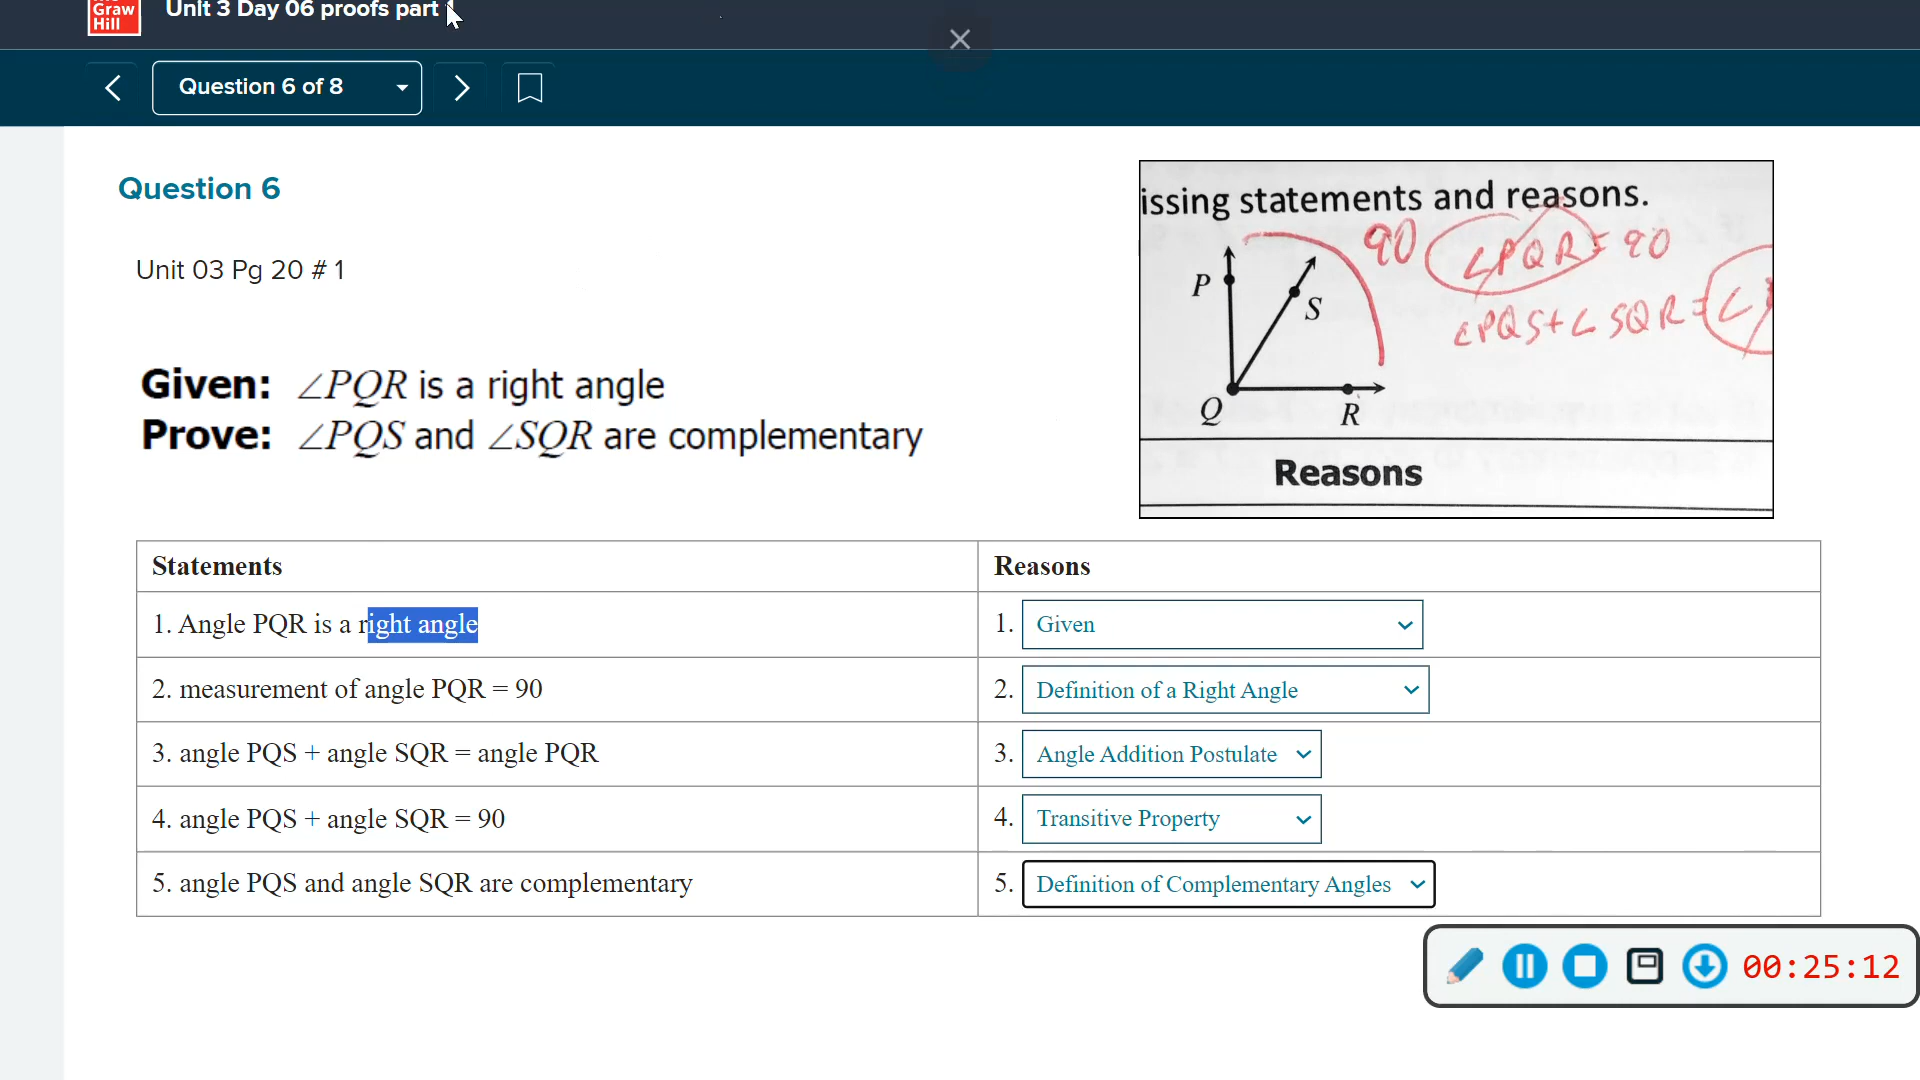 Graw
Hill
Unit 3 Day 06 proofs part
Question 6 of 8
Question 6
Unit 03 Pg 20 # 1
Given: ∠PQR is a right angle
Prove: ∠PQS and ∠SQR are complementary
issing statements and reasons.
90 ∠PQR = 90
∠PQS + ∠SQR = ∠
P
S
Q
R
Reasons
Statements Reasons
1. Angle PQR is a right angle 1. Given
2. measurement of angle PQR = 90 2. Definition of a Right Angle
3. angle PQS + angle SQR = angle PQR 3. Angle Addition Postulate
4. angle PQS + angle SQR = 90 4. Transitive Property
5. angle PQS and angle SQR are complementary 5. Definition of Complementary Angles
00:25:12